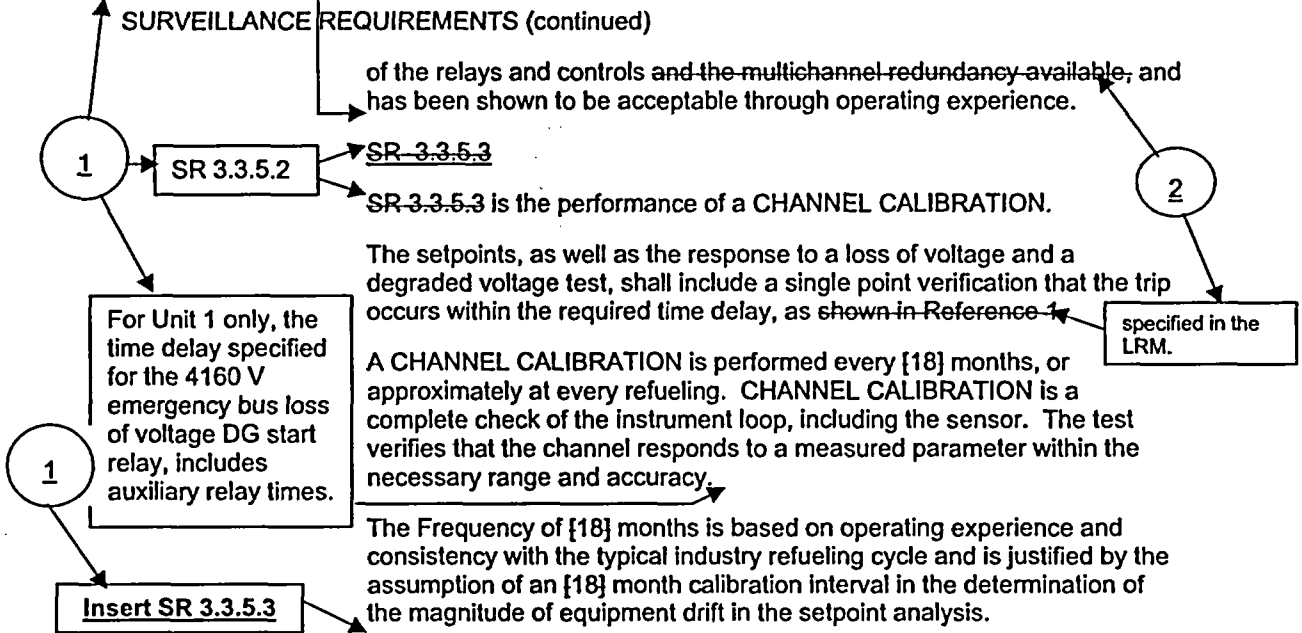 SURVEILLANCE REQUIREMENTS (continued)
of the relays and controls and the multichannel redundancy available, and
has been shown to be acceptable through operating experience.
1
SR 3.3.5.2
SR 3.3.5.3
2
SR 3.3.5.3 is the performance of a CHANNEL CALIBRATION.
The setpoints, as well as the response to a loss of voltage and a
degraded voltage test, shall include a single point verification that the trip
occurs within the required time delay, as shown in Reference 1.
specified in the
LRM.
For Unit 1 only, the
time delay specified
for the 4160 V
emergency bus loss
of voltage DG start
relay, includes
auxiliary relay times.
A CHANNEL CALIBRATION is performed every [18] months, or
approximately at every refueling. CHANNEL CALIBRATION is a
complete check of the instrument loop, including the sensor. The test
verifies that the channel responds to a measured parameter within the
necessary range and accuracy.
1
The Frequency of [18] months is based on operating experience and
consistency with the typical industry refueling cycle and is justified by the
assumption of an [18] month calibration interval in the determination of
the magnitude of equipment drift in the setpoint analysis.
Insert SR 3.3.5.3